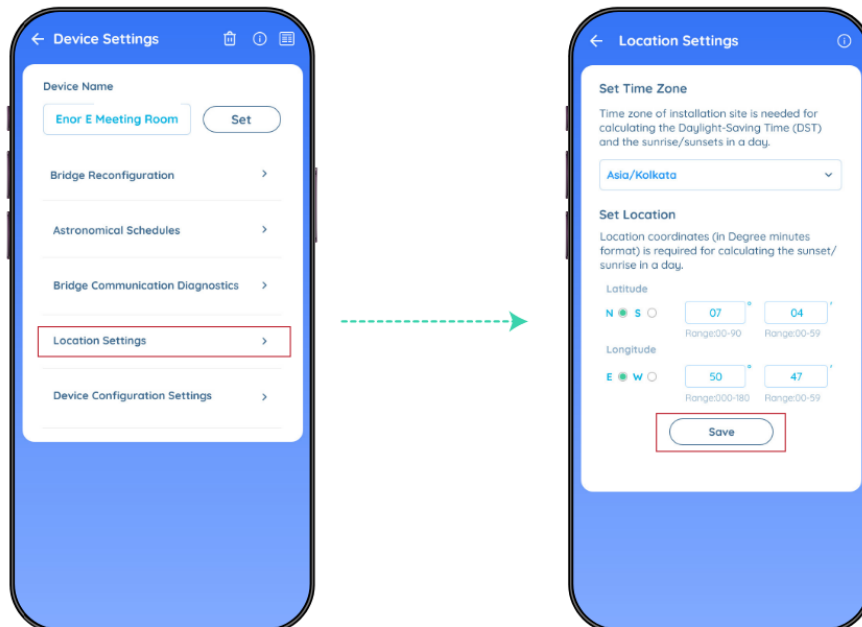 Device Settings
Device Name
Enor E Meeting Room
Set
Bridge Reconfiguration
Astronomical Schedules
Bridge Communication Diagnostics
Location Settings
Device Configuration Settings
Location Settings
Set Time Zone
Time zone of installation site is needed for
calculating the Daylight-Saving Time (DST)
and the sunrise/sunsets in a day.
Asia/Kolkata
Set Location
Location coordinates (in Degree minutes
format) is required for calculating the sunset/
sunrise in a day.
Latitude
N S 07 ° 04 '
Range:00-90 Range:00-59
Longitude
E W 50 ° 47 '
Range:000-180 Range:00-59
Save